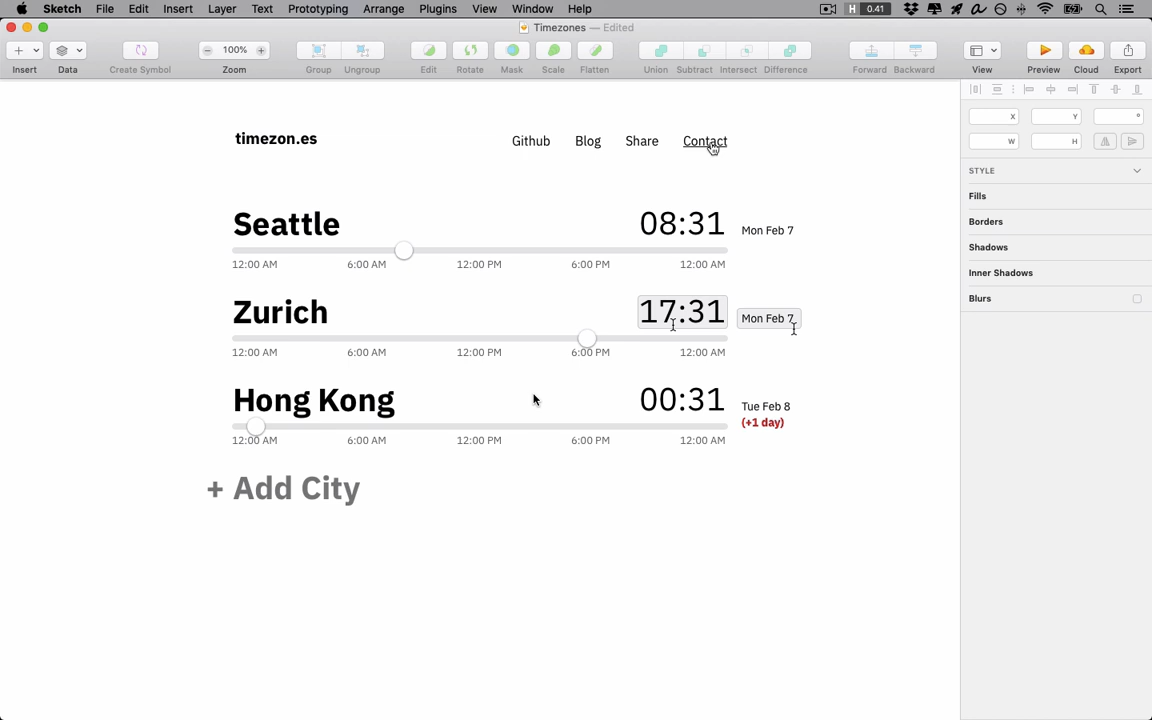 Sketch File Edit Insert Layer Text Prototyping Arrange Plugins View Window Help H 0.41
Timezones — Edited
100%
Insert Data Create Symbol Zoom Group Ungroup Edit Rotate Mask Scale Flatten Union Subtract Intersect Difference Forward Backward View Preview Cloud Export
X Y °
W H
timezon.es Github Blog Share Contact
STYLE
Fills
Borders
Shadows
Inner Shadows
Blurs
Seattle 08:31 Mon Feb 7
12:00 AM 6:00 AM 12:00 PM 6:00 PM 12:00 AM
Zurich 17:31 Mon Feb 7
12:00 AM 6:00 AM 12:00 PM 6:00 PM 12:00 AM
Hong Kong 00:31 Tue Feb 8
(+1 day)
12:00 AM 6:00 AM 12:00 PM 6:00 PM 12:00 AM
+ Add City